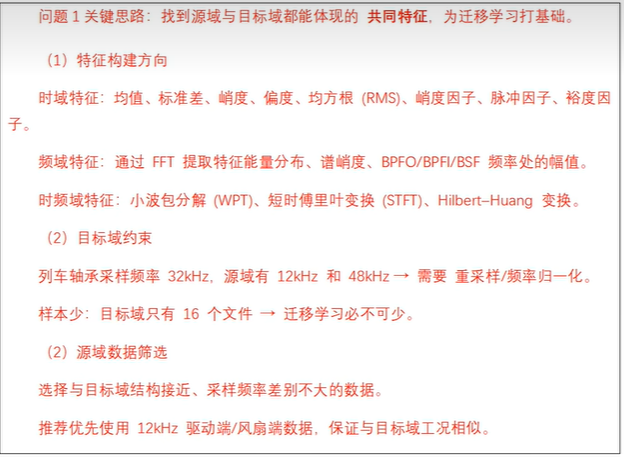 问题 1 关键思路：找到源域与目标域都能体现的 共同特征，为迁移学习打基础。
（1）特征构建方向
时域特征：均值、标准差、峭度、偏度、均方根 (RMS)、峭度因子、脉冲因子、裕度因
子。
频域特征：通过 FFT 提取特征能量分布、谱峭度、BPFO/BPFI/BSF 频率处的幅值。
时频域特征：小波包分解 (WPT)、短时傅里叶变换 (STFT)、Hilbert–Huang 变换。
（2）目标域约束
列车轴承采样频率 32kHz，源域有 12kHz 和 48kHz → 需要 重采样/频率归一化。
样本少：目标域只有 16 个文件 → 迁移学习必不可少。
（2）源域数据筛选
选择与目标域结构接近、采样频率差别不大的数据。
推荐优先使用 12kHz 驱动端/风扇端数据，保证与目标域工况相似。